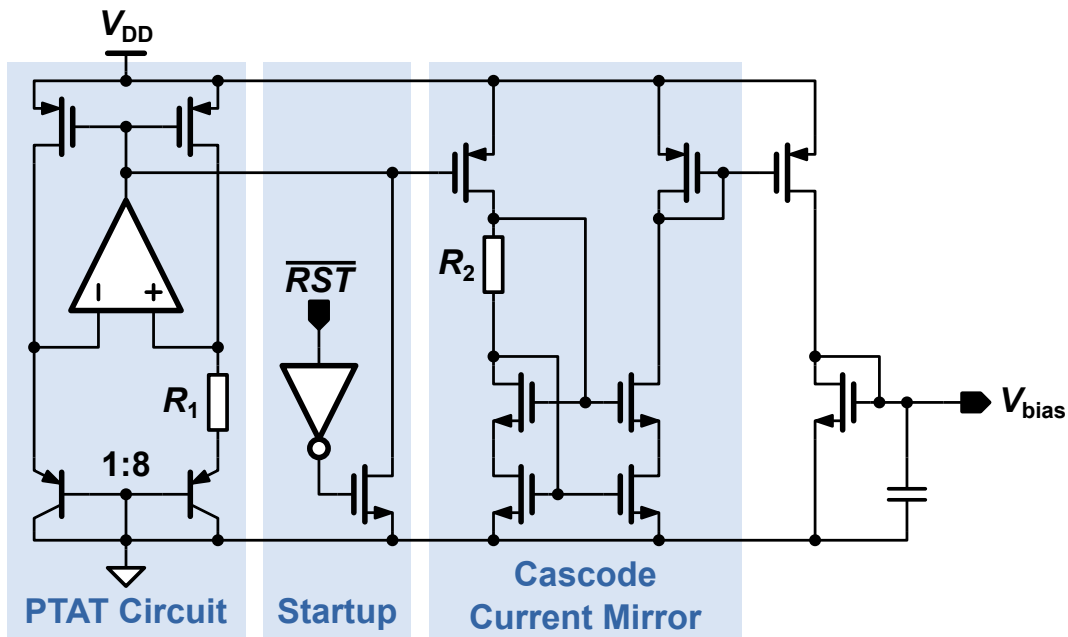 VDD
− +
RST
R2
R1
1:8
Vbias
PTAT Circuit
Startup
Cascode
Current Mirror